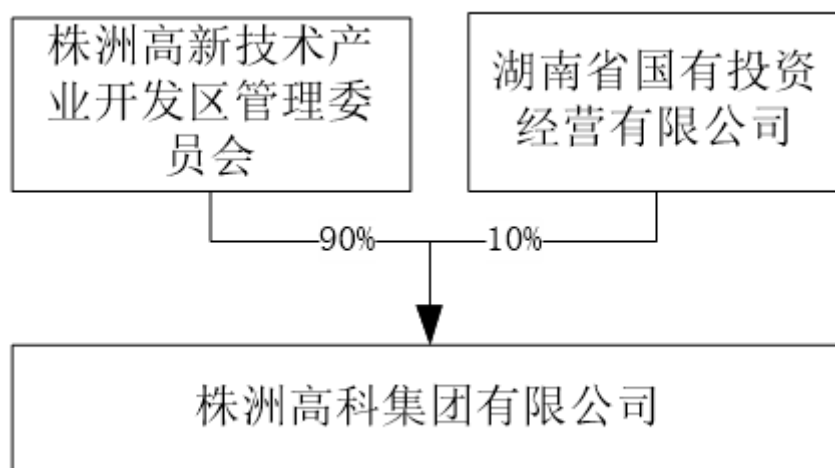 株洲高新技术产
业开发区管理委
员会
湖南省国有投资
经营有限公司
90%
10%
株洲高科集团有限公司